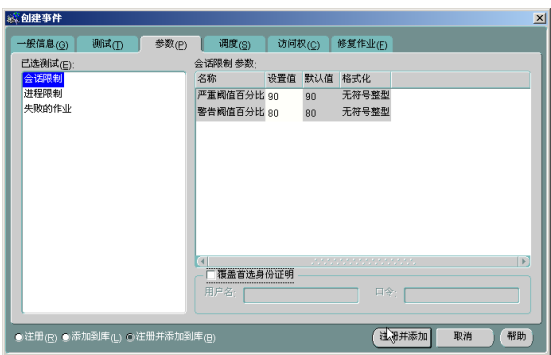 创建事件
一般信息(G) 测试(T) 参数(P) 调度(S) 访问权(C) 修复作业(F)
已选测试(E):
会话限制
进程限制
失败的作业
会话限制 参数:
名称 设置值 默认值 格式化
严重阈值百分比 90 90 无符号整型
警告阈值百分比 80 80 无符号整型
覆盖首选身份证明
用户名: 口令:
注册(R) 添加到库(L) 注册并添加到库(B) 注册并添加 取消 帮助